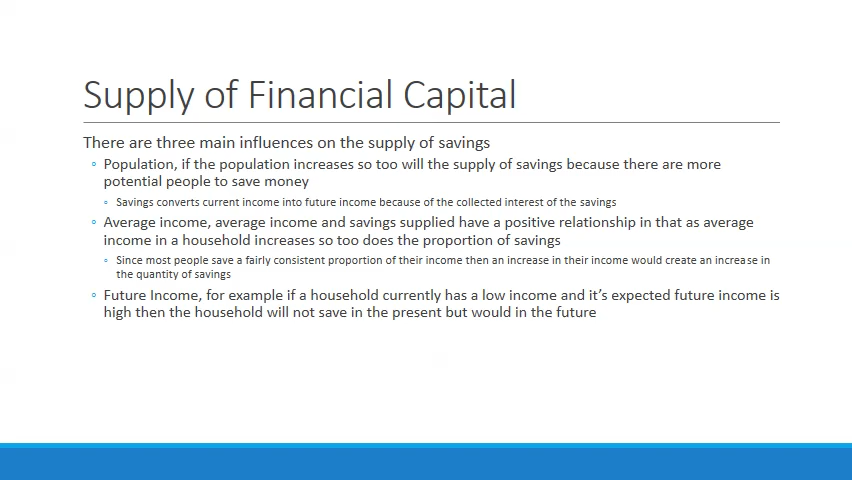 Supply of Financial Capital
There are three main influences on the supply of savings
◦ Population, if the population increases so too will the supply of savings because there are more
potential people to save money
◦ Savings converts current income into future income because of the collected interest of the savings
◦ Average income, average income and savings supplied have a positive relationship in that as average
income in a household increases so too does the proportion of savings
◦ Since most people save a fairly consistent proportion of their income then an increase in their income would create an increase in
the quantity of savings
◦ Future Income, for example if a household currently has a low income and it’s expected future income is
high then the household will not save in the present but would in the future